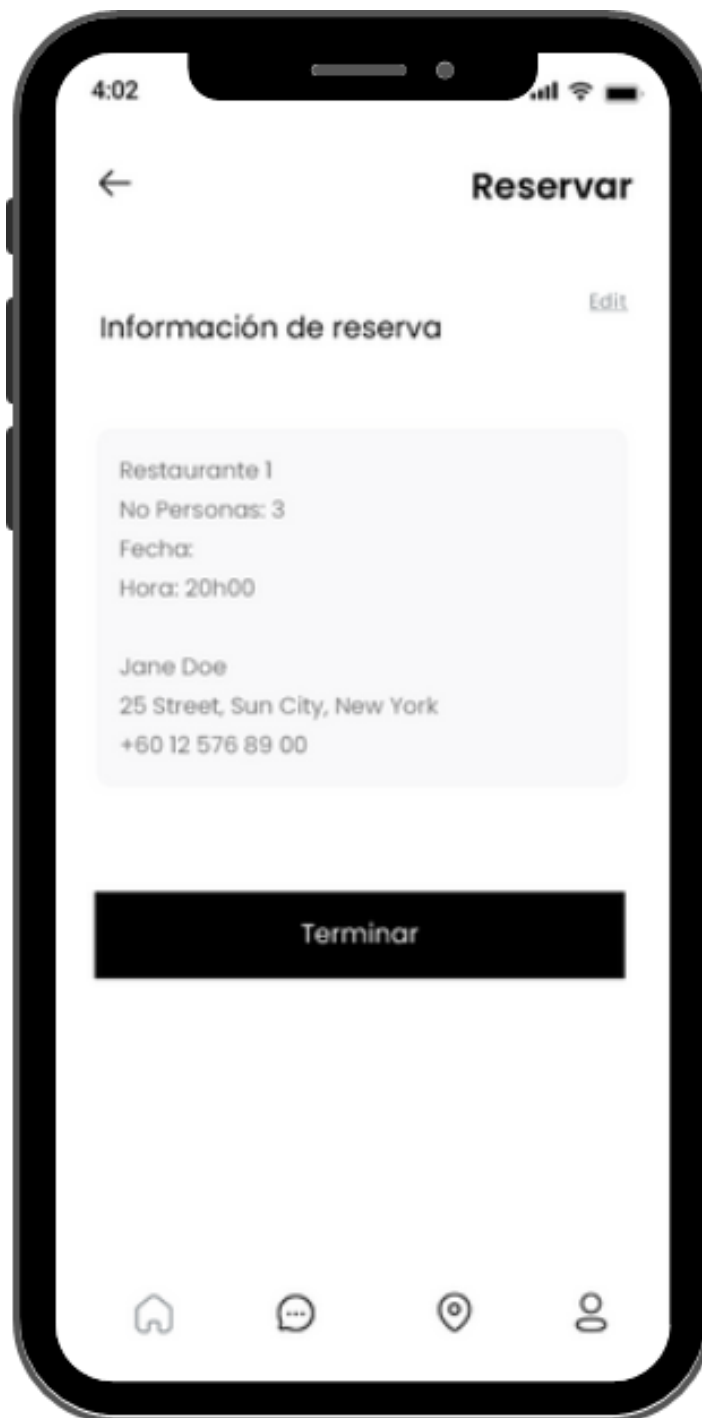 4:02
Reservar
Edit
Información de reserva
Restaurante 1
No Personas: 3
Fecha:
Hora: 20h00
Jane Doe
25 Street, Sun City, New York
+60 12 576 89 00
Terminar